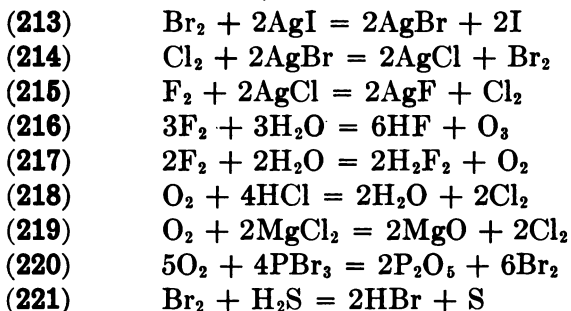 (213) Br₂ + 2AgI = 2AgBr + 2I
(214) Cl₂ + 2AgBr = 2AgCl + Br₂
(215) F₂ + 2AgCl = 2AgF + Cl₂
(216) 3F₂ + 3H₂O = 6HF + O₃
(217) 2F₂ + 2H₂O = 2H₂F₂ + O₂
(218) O₂ + 4HCl = 2H₂O + 2Cl₂
(219) O₂ + 2MgCl₂ = 2MgO + 2Cl₂
(220) 5O₂ + 4PBr₃ = 2P₂O₅ + 6Br₂
(221) Br₂ + H₂S = 2HBr + S